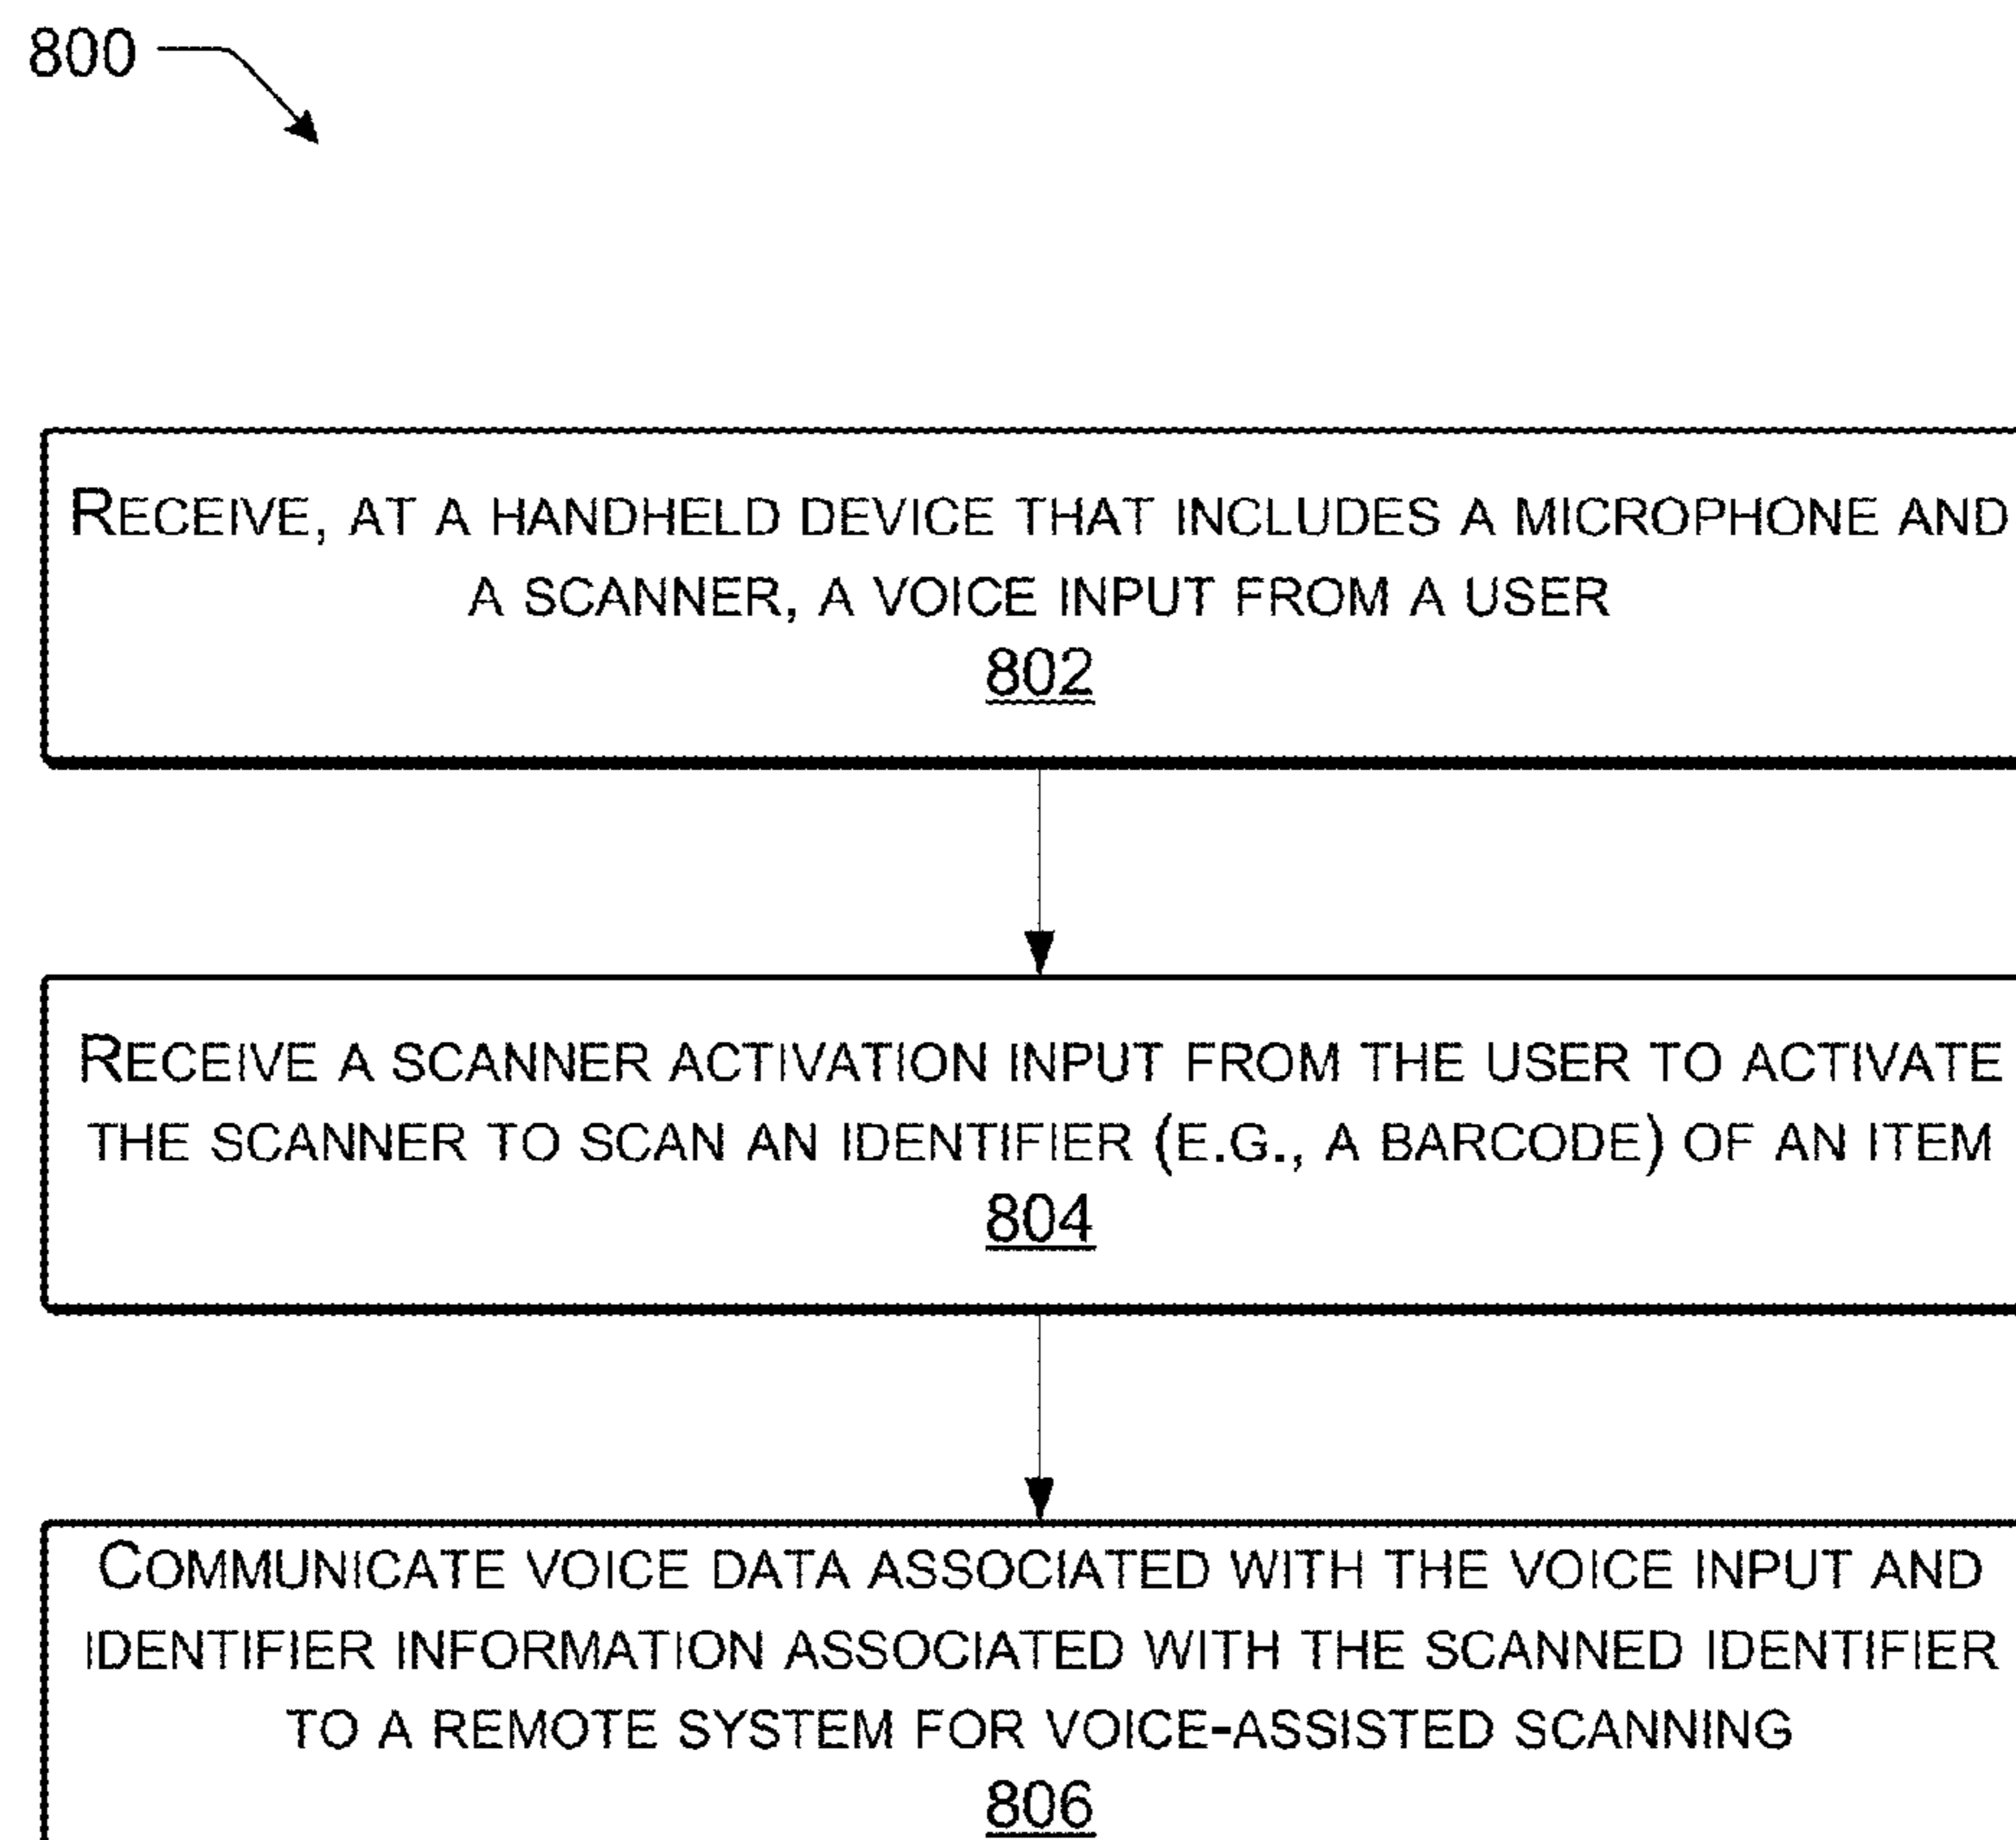 800
RECEIVE, AT A HANDHELD DEVICE THAT INCLUDES A MICROPHONE AND
A SCANNER, A VOICE INPUT FROM A USER
802
RECEIVE A SCANNER ACTIVATION INPUT FROM THE USER TO ACTIVATE
THE SCANNER TO SCAN AN IDENTIFIER (E.G., A BARCODE) OF AN ITEM
804
COMMUNICATE VOICE DATA ASSOCIATED WITH THE VOICE INPUT AND
IDENTIFIER INFORMATION ASSOCIATED WITH THE SCANNED IDENTIFIER
TO A REMOTE SYSTEM FOR VOICE-ASSISTED SCANNING
806